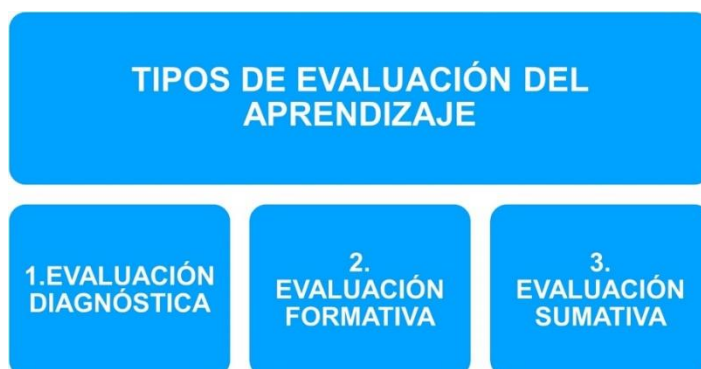 TIPOS DE EVALUACIÓN DEL
APRENDIZAJE
1.EVALUACIÓN
DIAGNÓSTICA
2.
EVALUACIÓN
FORMATIVA
3.
EVALUACIÓN
SUMATIVA